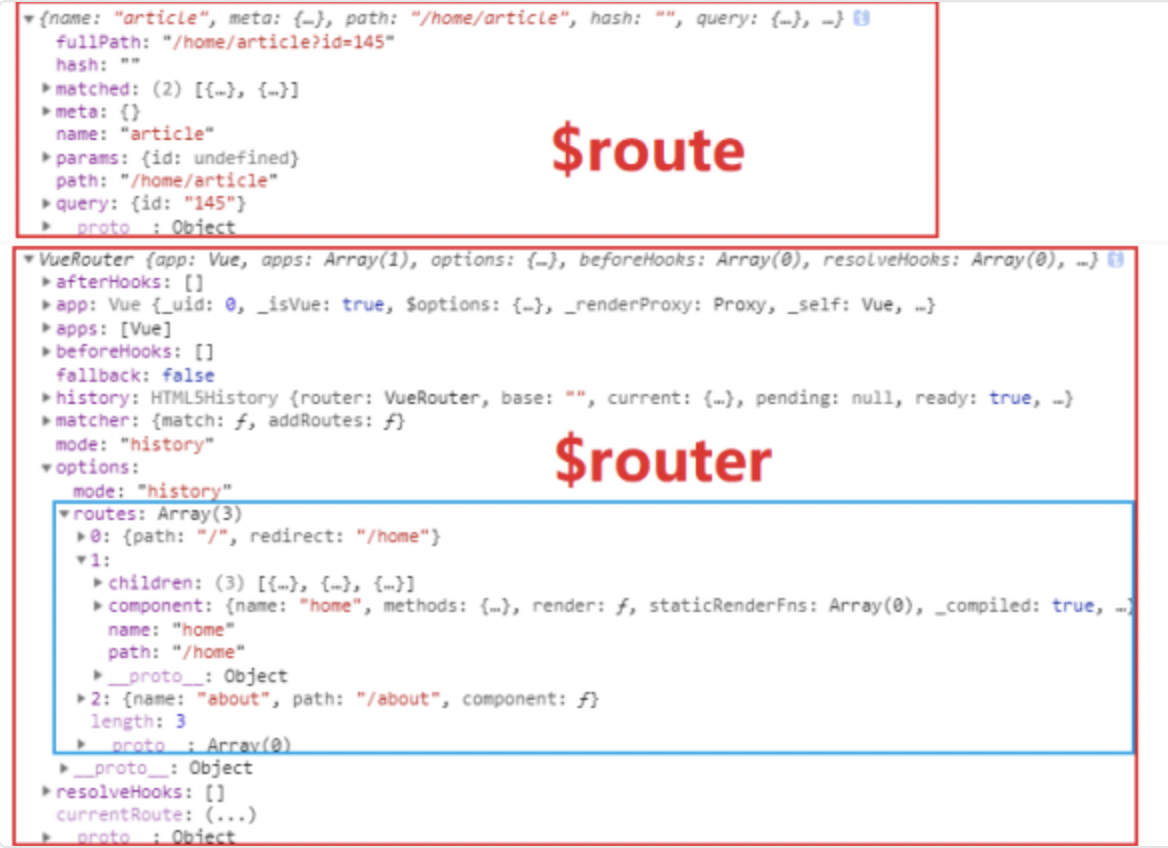 ▼{name: "article", meta: {…}, path: "/home/article", hash: "", query: {…}, …} i
fullPath: "/home/article?id=145"
hash: ""
▶matched: (2) [{…}, {…}]
▶meta: {}
name: "article"
▶params: {id: undefined}
$route
path: "/home/article"
▶query: {id: "145"}
▶__proto__: Object
▼VueRouter {app: Vue, apps: Array(1), options: {…}, beforeHooks: Array(0), resolveHooks: Array(0), …} i
▶afterHooks: []
▶app: Vue {_uid: 0, _isVue: true, $options: {…}, _renderProxy: Proxy, _self: Vue, …}
▶apps: [Vue]
▶beforeHooks: []
fallback: false
▶history: HTML5History {router: VueRouter, base: "", current: {…}, pending: null, ready: true, …}
▶matcher: {match: ƒ, addRoutes: ƒ}
mode: "history"
$router
▼options:
mode: "history"
▼routes: Array(3)
▶0: {path: "/", redirect: "/home"}
▼1:
▶children: (3) [{…}, {…}, {…}]
▶component: {name: "home", methods: {…}, render: ƒ, staticRenderFns: Array(0), _compiled: true, …}
name: "home"
path: "/home"
▶__proto__: Object
▶2: {name: "about", path: "/about", component: ƒ}
length: 3
▶__proto__: Array(0)
▶__proto__: Object
▶resolveHooks: []
currentRoute: (...)
▶__proto__: Object